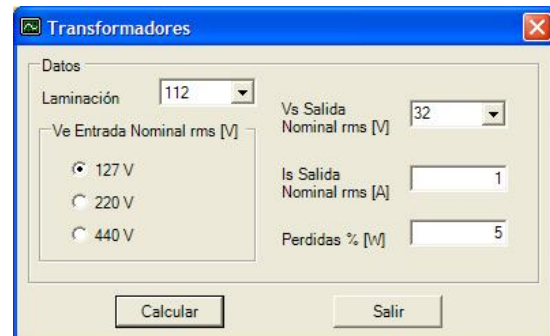 Transformadores
Datos
Laminación 112
Ve Entrada Nominal rms [V]
127 V
220 V
440 V
Vs Salida
Nominal rms [V]
32
Is Salida
Nominal rms [A]
1
Perdidas % [W]
5
Calcular
Salir